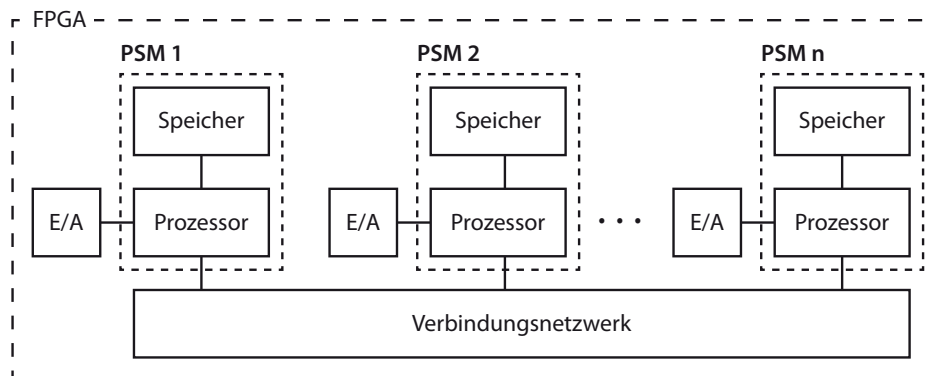 FPGA
PSM 1
PSM 2
PSM n
Speicher
Speicher
Speicher
E/A
Prozessor
E/A
Prozessor
• • •
E/A
Prozessor
Verbindungsnetzwerk